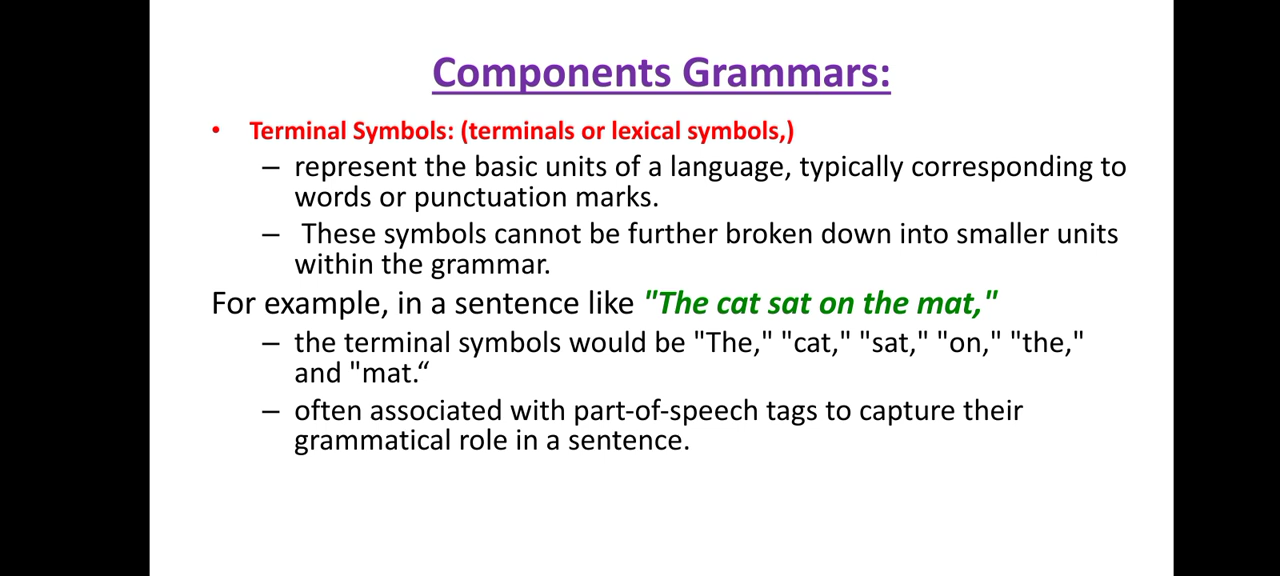 Components Grammars:
• Terminal Symbols: (terminals or lexical symbols,)
– represent the basic units of a language, typically corresponding to
words or punctuation marks.
– These symbols cannot be further broken down into smaller units
within the grammar.
For example, in a sentence like "The cat sat on the mat,"
– the terminal symbols would be "The," "cat," "sat," "on," "the,"
and "mat.“
– often associated with part-of-speech tags to capture their
grammatical role in a sentence.